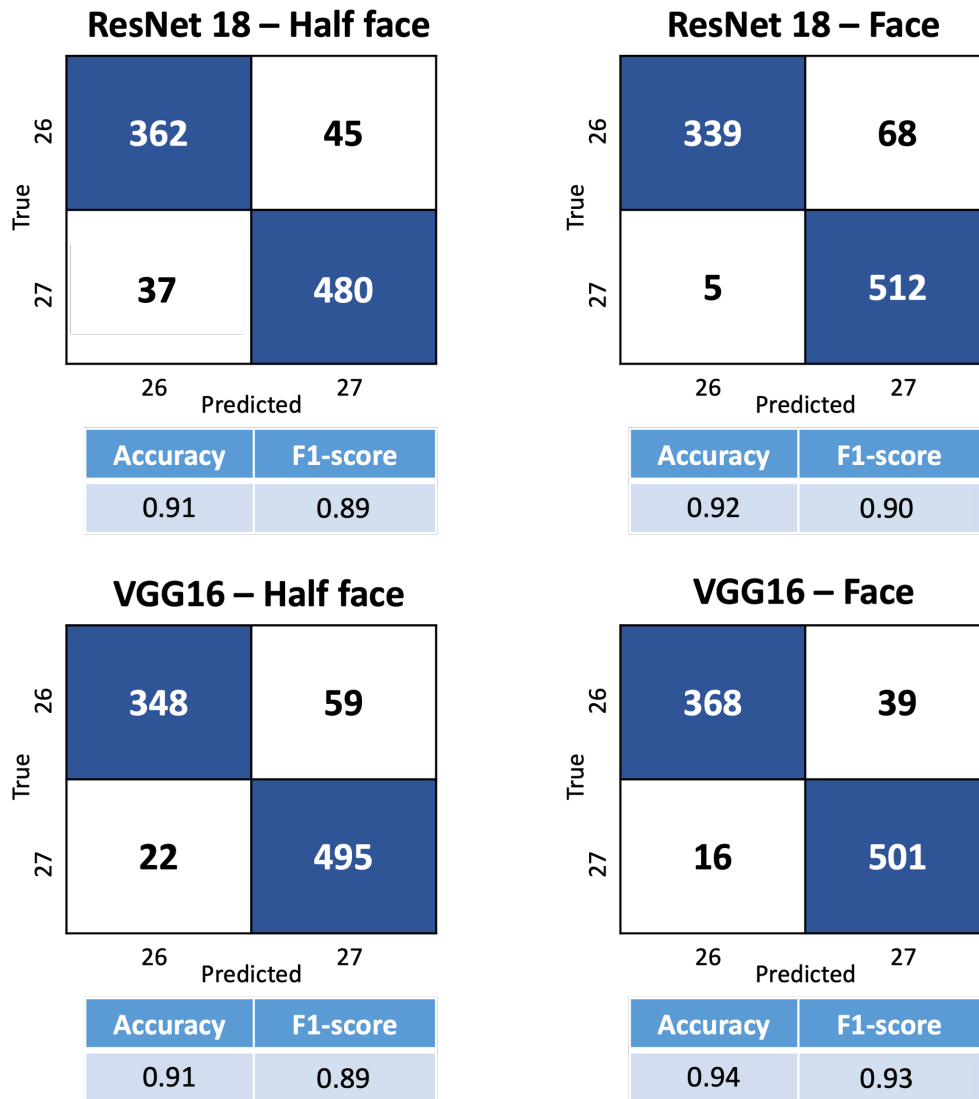 ResNet 18 – Half face
26
362
45
True
27
37
480
26
27
Predicted
Accuracy
F1-score
0.91
0.89
ResNet 18 – Face
26
339
68
True
27
5
512
26
27
Predicted
Accuracy
F1-score
0.92
0.90
VGG16 – Half face
26
348
59
True
27
22
495
26
27
Predicted
Accuracy
F1-score
0.91
0.89
VGG16 – Face
26
368
39
True
27
16
501
26
27
Predicted
Accuracy
F1-score
0.94
0.93